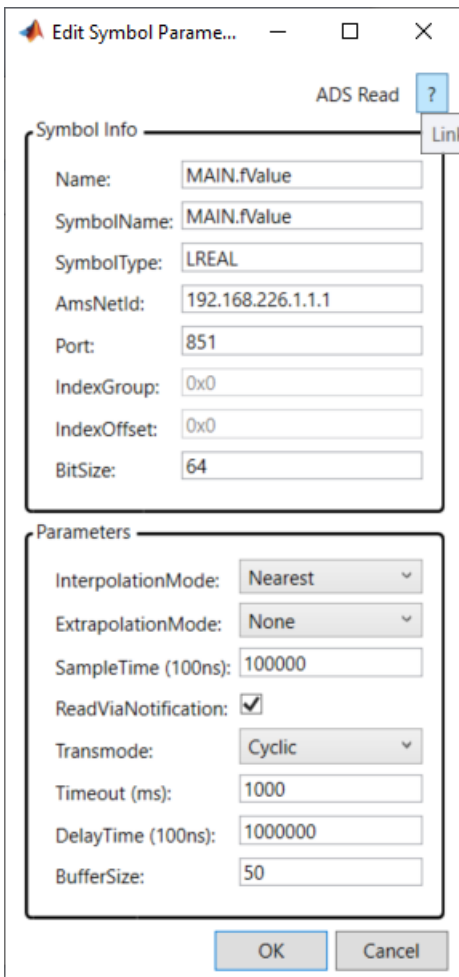 Edit Symbol Parame...
ADS Read ?
Symbol Info
Name: MAIN.fValue
SymbolName: MAIN.fValue
SymbolType: LREAL
AmsNetId: 192.168.226.1.1.1
Port: 851
IndexGroup: 0x0
IndexOffset: 0x0
BitSize: 64
Parameters
InterpolationMode: Nearest
ExtrapolationMode: None
SampleTime (100ns): 100000
ReadViaNotification:
Transmode: Cyclic
Timeout (ms): 1000
DelayTime (100ns): 1000000
BufferSize: 50
OK Cancel